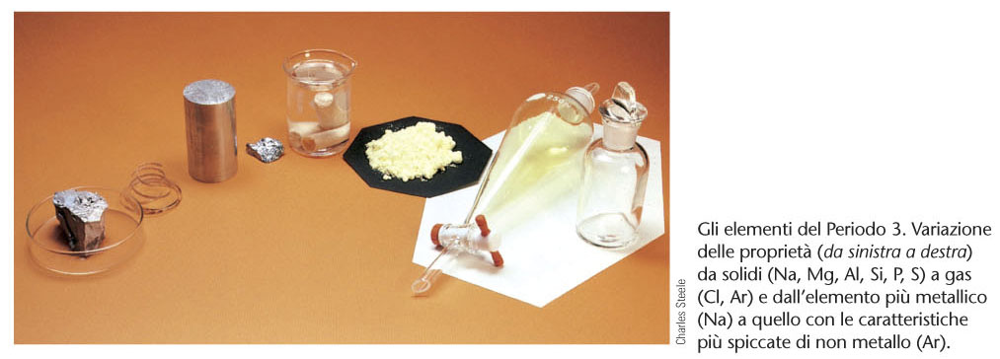 Gli elementi del Periodo 3. Variazione
delle proprietà (da sinistra a destra)
da solidi (Na, Mg, Al, Si, P, S) a gas
(Cl, Ar) e dall'elemento più metallico
(Na) a quello con le caratteristiche
più spiccate di non metallo (Ar).
Charles Steele